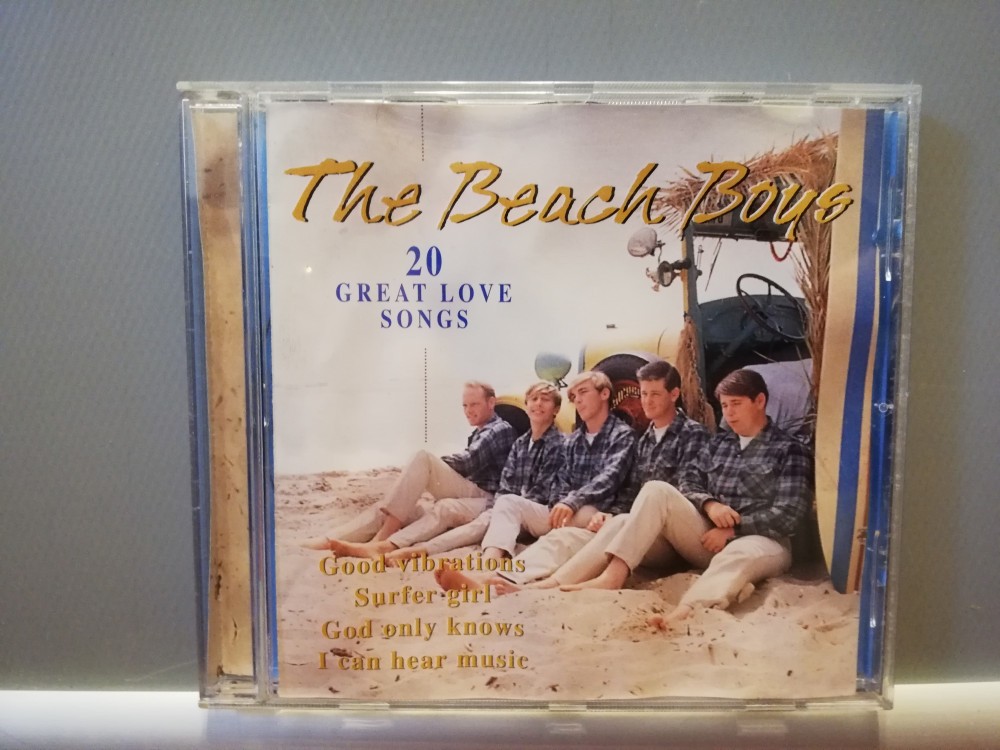 The Beach Boys
20
GREAT LOVE
SONGS
Good vibrations
Surfer girl
God only knows
I can hear music